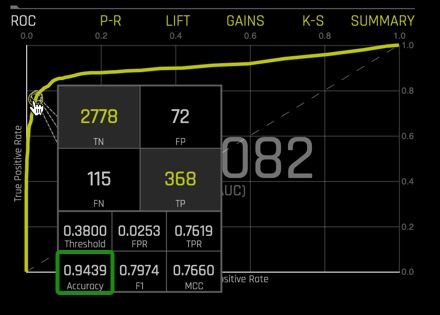 ROC P-R LIFT GAINS K-S SUMMARY
0.0 0.2 0.4 0.6 0.8 1.0
1.0
0.8
0.6
0.4
0.2
0.0
True Positive Rate
2778 72
TN FP
115 368
FN TP
0.3800 0.0253 0.7619
Threshold FPR TPR
0.9439 0.7974 0.7660
Accuracy F1 MCC
082
UC)
sitive Rate